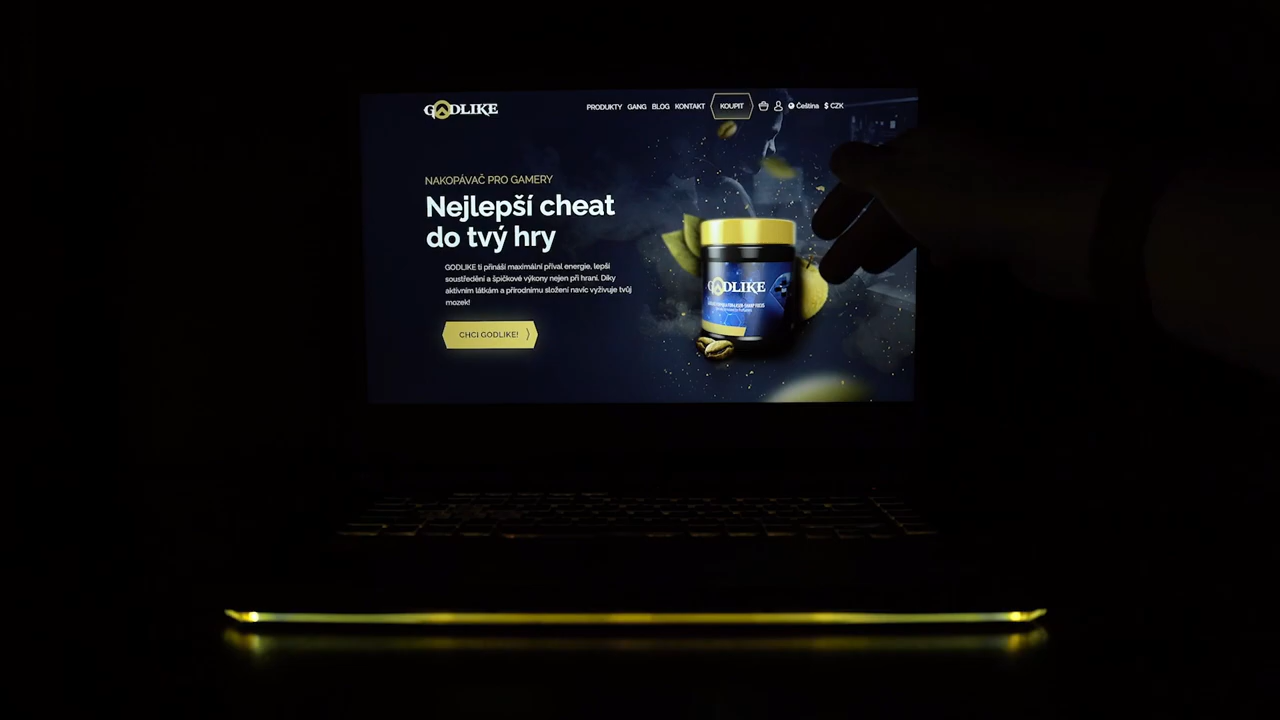 GODLIKE
PRODUKTY GANG BLOG KONTAKT KOUPIT Čeština $ CZK
NAKOPÁVAČ PRO GAMERY
Nejlepší cheat
do tvý hry
GODLIKE ti přináší maximální příval energie, lepší
soustředění a špičkové výkony nejen při hraní. Díky
aktivním látkám a přírodnímu složení navíc vyživuje tvůj
mozek!
CHCI GODLIKE!
GODLIKE